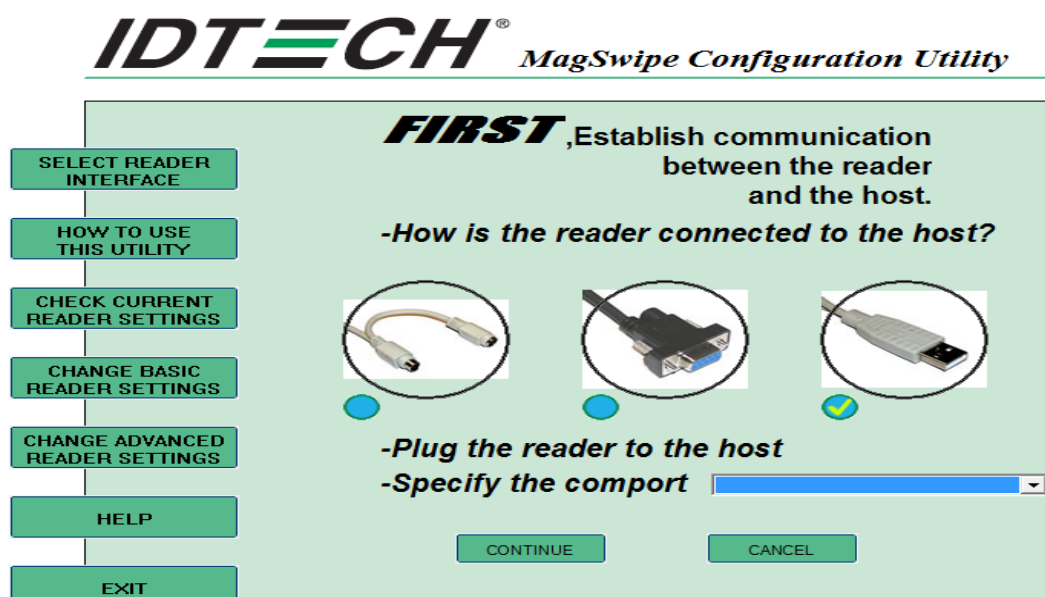 IDTECH®
MagSwipe Configuration Utility
FIRST ,Establish communication
between the reader
and the host.
SELECT READER
INTERFACE
HOW TO USE
THIS UTILITY
CHECK CURRENT
READER SETTINGS
CHANGE BASIC
READER SETTINGS
CHANGE ADVANCED
READER SETTINGS
HELP
EXIT
-How is the reader connected to the host?
-Plug the reader to the host
-Specify the comport
CONTINUE
CANCEL